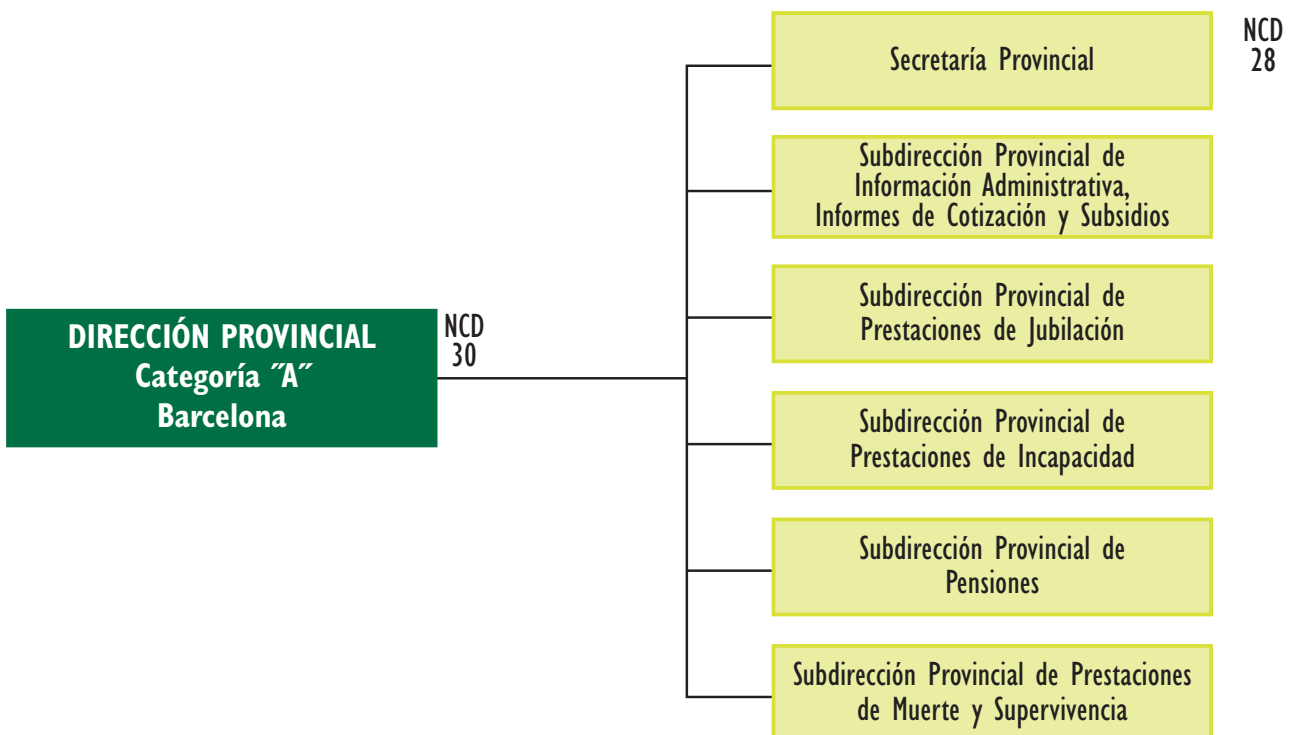 DIRECCIÓN PROVINCIAL
Categoría ˝A˝
Barcelona
NCD
30
Secretaría Provincial
NCD
28
Subdirección Provincial de
Información Administrativa,
Informes de Cotización y Subsidios
Subdirección Provincial de
Prestaciones de Jubilación
Subdirección Provincial de
Prestaciones de Incapacidad
Subdirección Provincial de
Pensiones
Subdirección Provincial de Prestaciones
de Muerte y Supervivencia